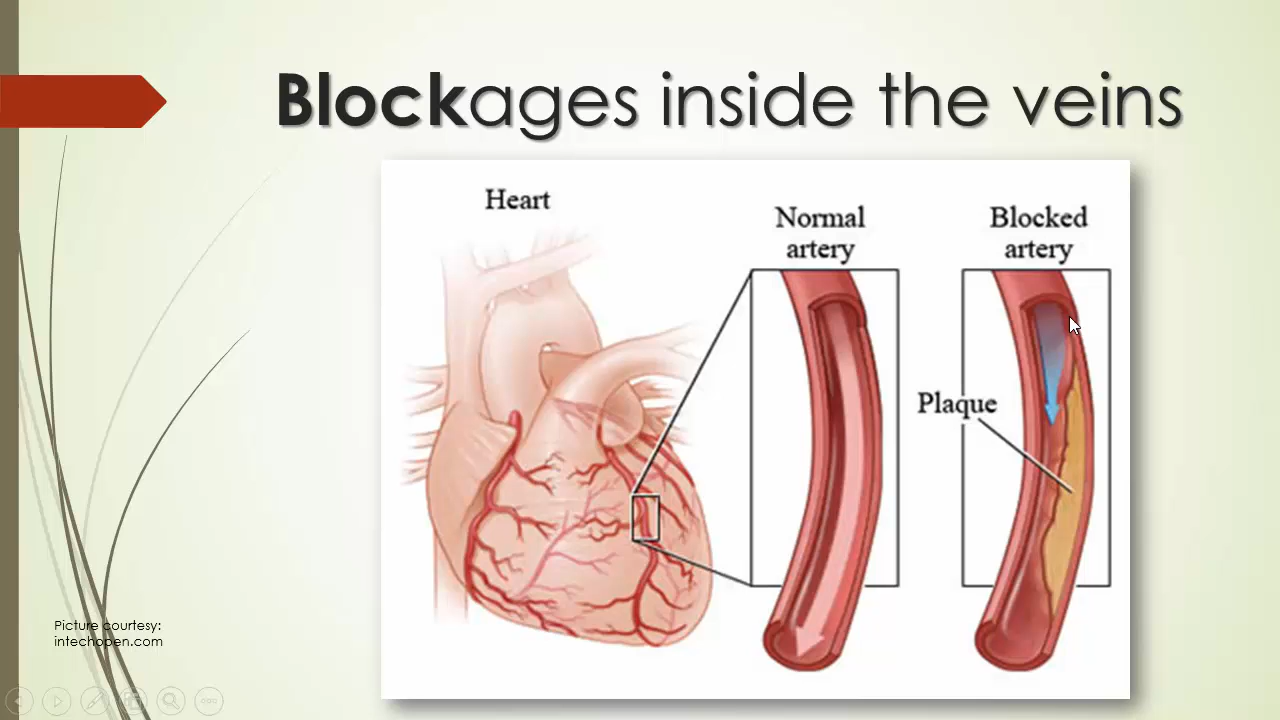 Blockages inside the veins
Heart
Normal
artery
Blocked
artery
Plaque
Picture courtesy:
intechopen.com